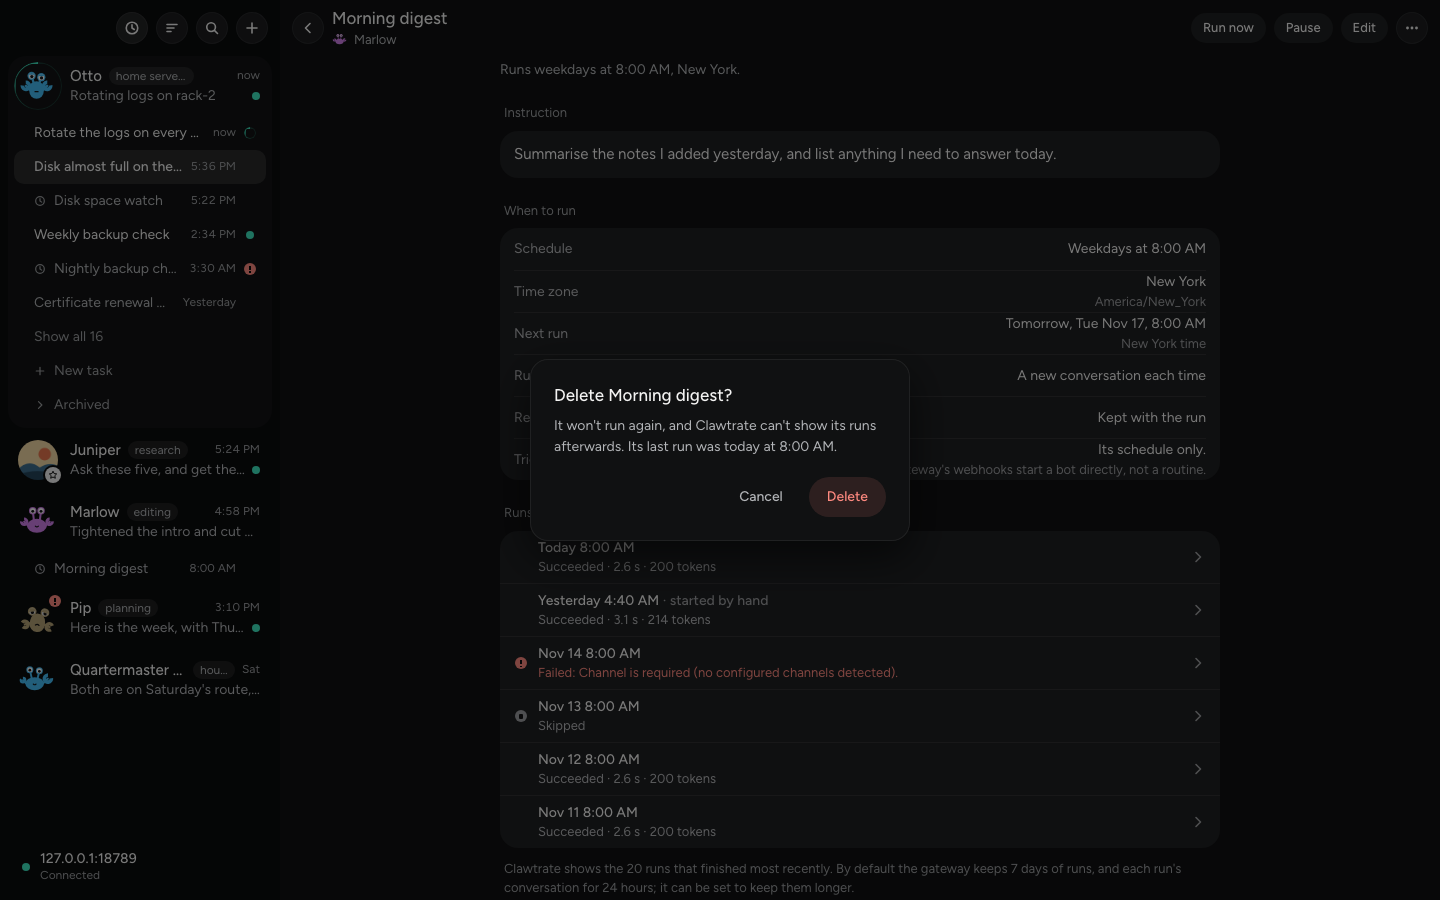 Morning digest
Marlow
Run now
Pause
Edit
Otto
home serve...
now
Rotating logs on rack-2
Rotate the logs on every ...
now
Disk almost full on the...
5:36 PM
Disk space watch
5:22 PM
Weekly backup check
2:34 PM
Nightly backup ch...
3:30 AM
Certificate renewal ...
Yesterday
Show all 16
New task
Archived
Juniper
research
5:24 PM
Ask these five, and get the...
Marlow
editing
4:58 PM
Tightened the intro and cut ...
Morning digest
8:00 AM
Pip
planning
3:10 PM
Here is the week, with Thu...
Quartermaster ...
hou...
Sat
Both are on Saturday's route,...
127.0.0.1:18789
Connected
Runs weekdays at 8:00 AM, New York.
Instruction
Summarise the notes I added yesterday, and list anything I need to answer today.
When to run
Schedule
Weekdays at 8:00 AM
Time zone
New York
America/New_York
Next run
Tomorrow, Tue Nov 17, 8:00 AM
New York time
A new conversation each time
Kept with the run
Its schedule only.
webhooks start a bot directly, not a routine.
Delete Morning digest?
It won't run again, and Clawtrate can't show its runs
afterwards. Its last run was today at 8:00 AM.
Cancel
Delete
Runs
Today 8:00 AM
Succeeded · 2.6 s · 200 tokens
Yesterday 4:40 AM · started by hand
Succeeded · 3.1 s · 214 tokens
Nov 14 8:00 AM
Failed: Channel is required (no configured channels detected).
Nov 13 8:00 AM
Skipped
Nov 12 8:00 AM
Succeeded · 2.6 s · 200 tokens
Nov 11 8:00 AM
Succeeded · 2.6 s · 200 tokens
Clawtrate shows the 20 runs that finished most recently. By default the gateway keeps 7 days of runs, and each run's
conversation for 24 hours; it can be set to keep them longer.